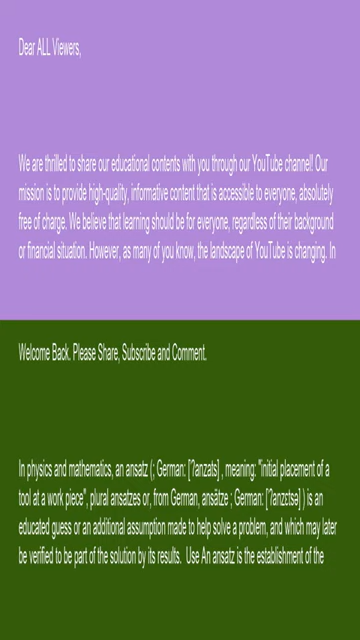 Dear ALL Viewers,
We are thrilled to share our educational contents with you through our YouTube channel! Our
mission is to provide high-quality, informative content that is accessible to everyone, absolutely
free of charge. We believe that learning should be for everyone, regardless of their background
or financial situation. However, as many of you know, the landscape of YouTube is changing. In
Welcome Back. Please Share, Subscribe and Comment.
In physics and mathematics, an ansatz (; German: [ʔanzats] , meaning: "initial placement of a
tool at a work piece", plural ansatzes or, from German, ansätze ; German: [ʔanzɛtsə] ) is an
educated guess or an additional assumption made to help solve a problem, and which may later
be verified to be part of the solution by its results.  Use An ansatz is the establishment of the